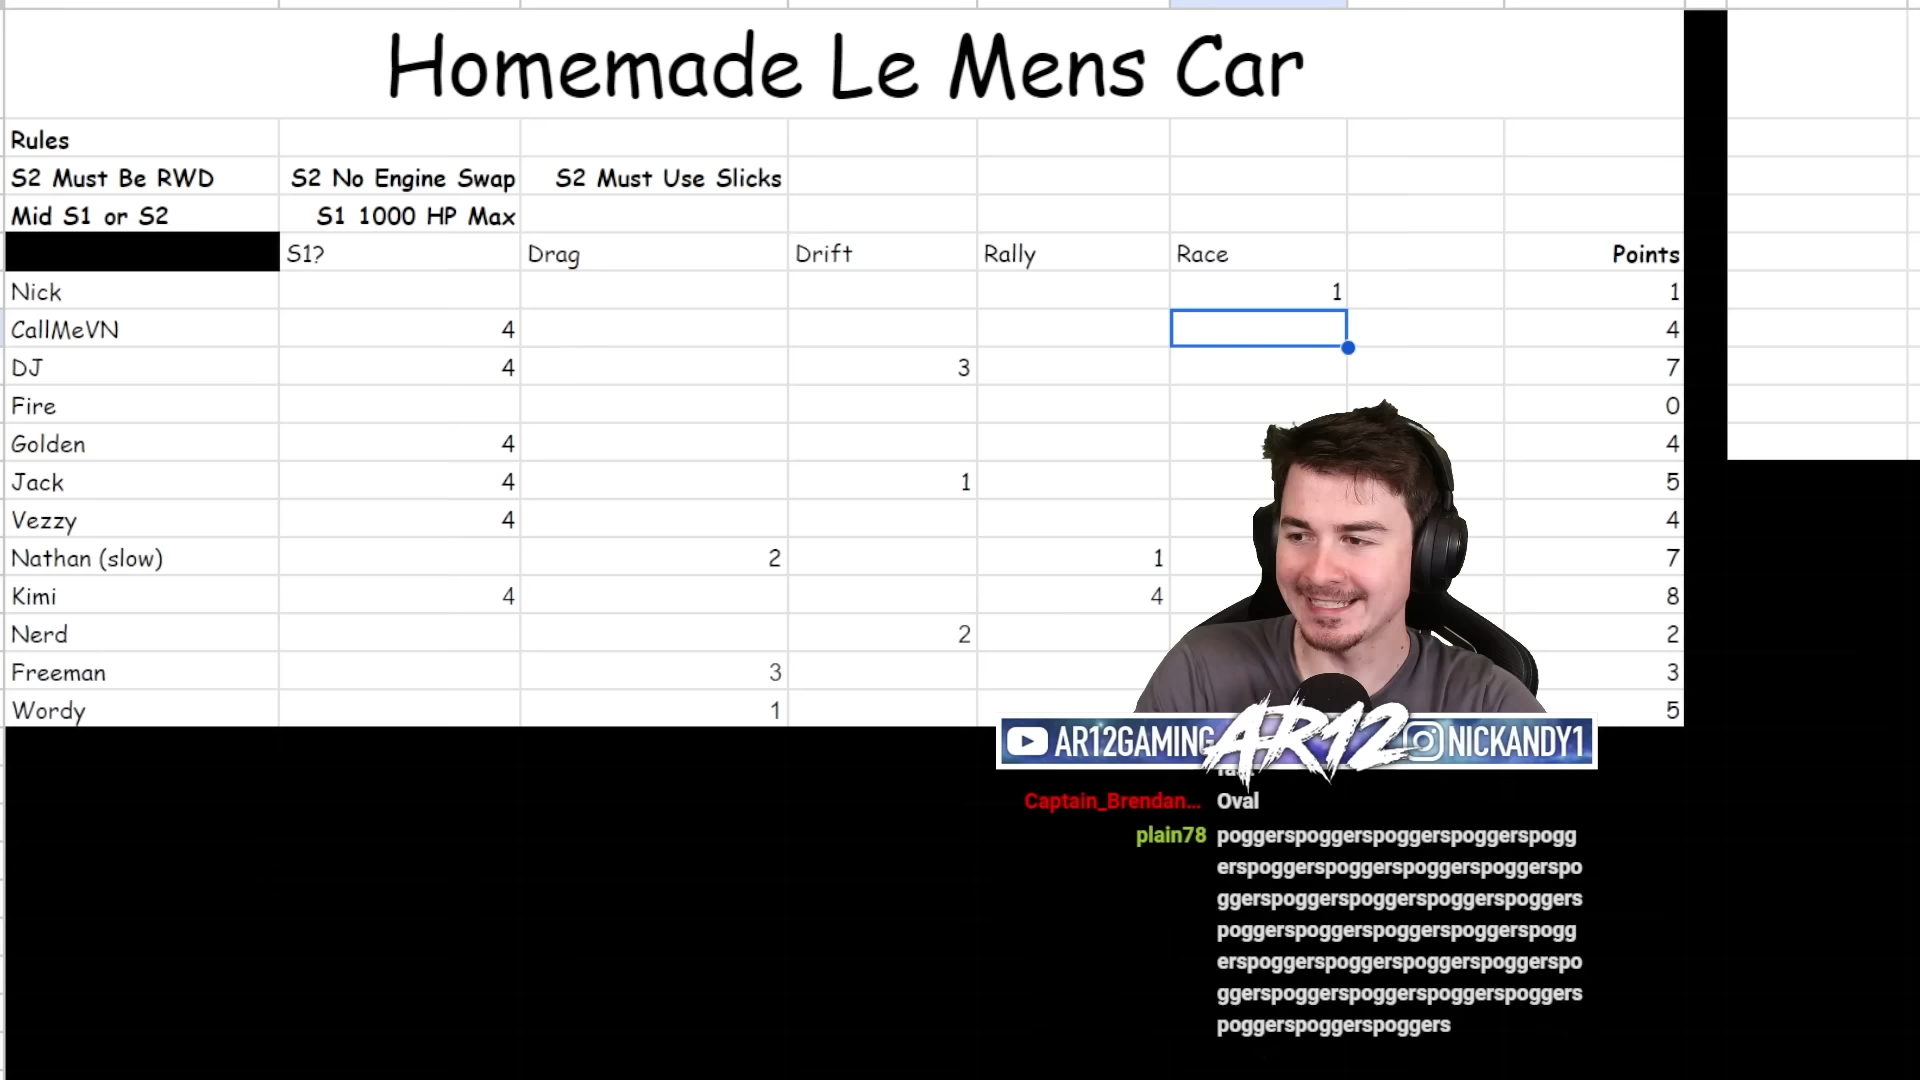 Homemade Le Mens Car
Rules
S2 Must Be RWD S2 No Engine Swap S2 Must Use Slicks
Mid S1 or S2 S1 1000 HP Max
S1? Drag Drift Rally Race Points
Nick 1 1
CallMeVN 4 4
DJ 4 3 7
Fire 0
Golden 4 4
Jack 4 1 5
Vezzy 4 4
Nathan (slow) 2 1 7
Kimi 4 4 8
Nerd 2 2
Freeman 3 3
Wordy 1 5
AR12GAMING AR12 NICKANDY1
Captain_Brendan... Oval
plain78 poggerspoggerspoggerspoggerspogg
erspoggerspoggerspoggerspoggerspo
ggerspoggerspoggerspoggerspoggers
poggerspoggerspoggerspoggerspogg
erspoggerspoggerspoggerspoggerspo
ggerspoggerspoggerspoggerspoggers
poggerspoggerspoggers